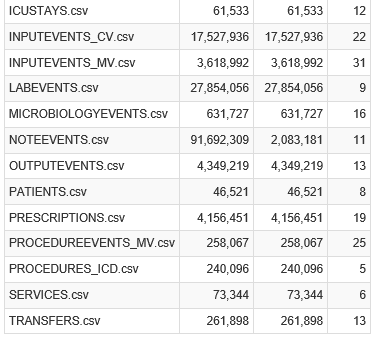 ICUSTAYS.csv 61,533 61,533 12
INPUTEVENTS_CV.csv 17,527,936 17,527,936 22
INPUTEVENTS_MV.csv 3,618,992 3,618,992 31
LABEVENTS.csv 27,854,056 27,854,056 9
MICROBIOLOGYEVENTS.csv 631,727 631,727 16
NOTEEVENTS.csv 91,692,309 2,083,181 11
OUTPUTEVENTS.csv 4,349,219 4,349,219 13
PATIENTS.csv 46,521 46,521 8
PRESCRIPTIONS.csv 4,156,451 4,156,451 19
PROCEDUREEVENTS_MV.csv 258,067 258,067 25
PROCEDURES_ICD.csv 240,096 240,096 5
SERVICES.csv 73,344 73,344 6
TRANSFERS.csv 261,898 261,898 13